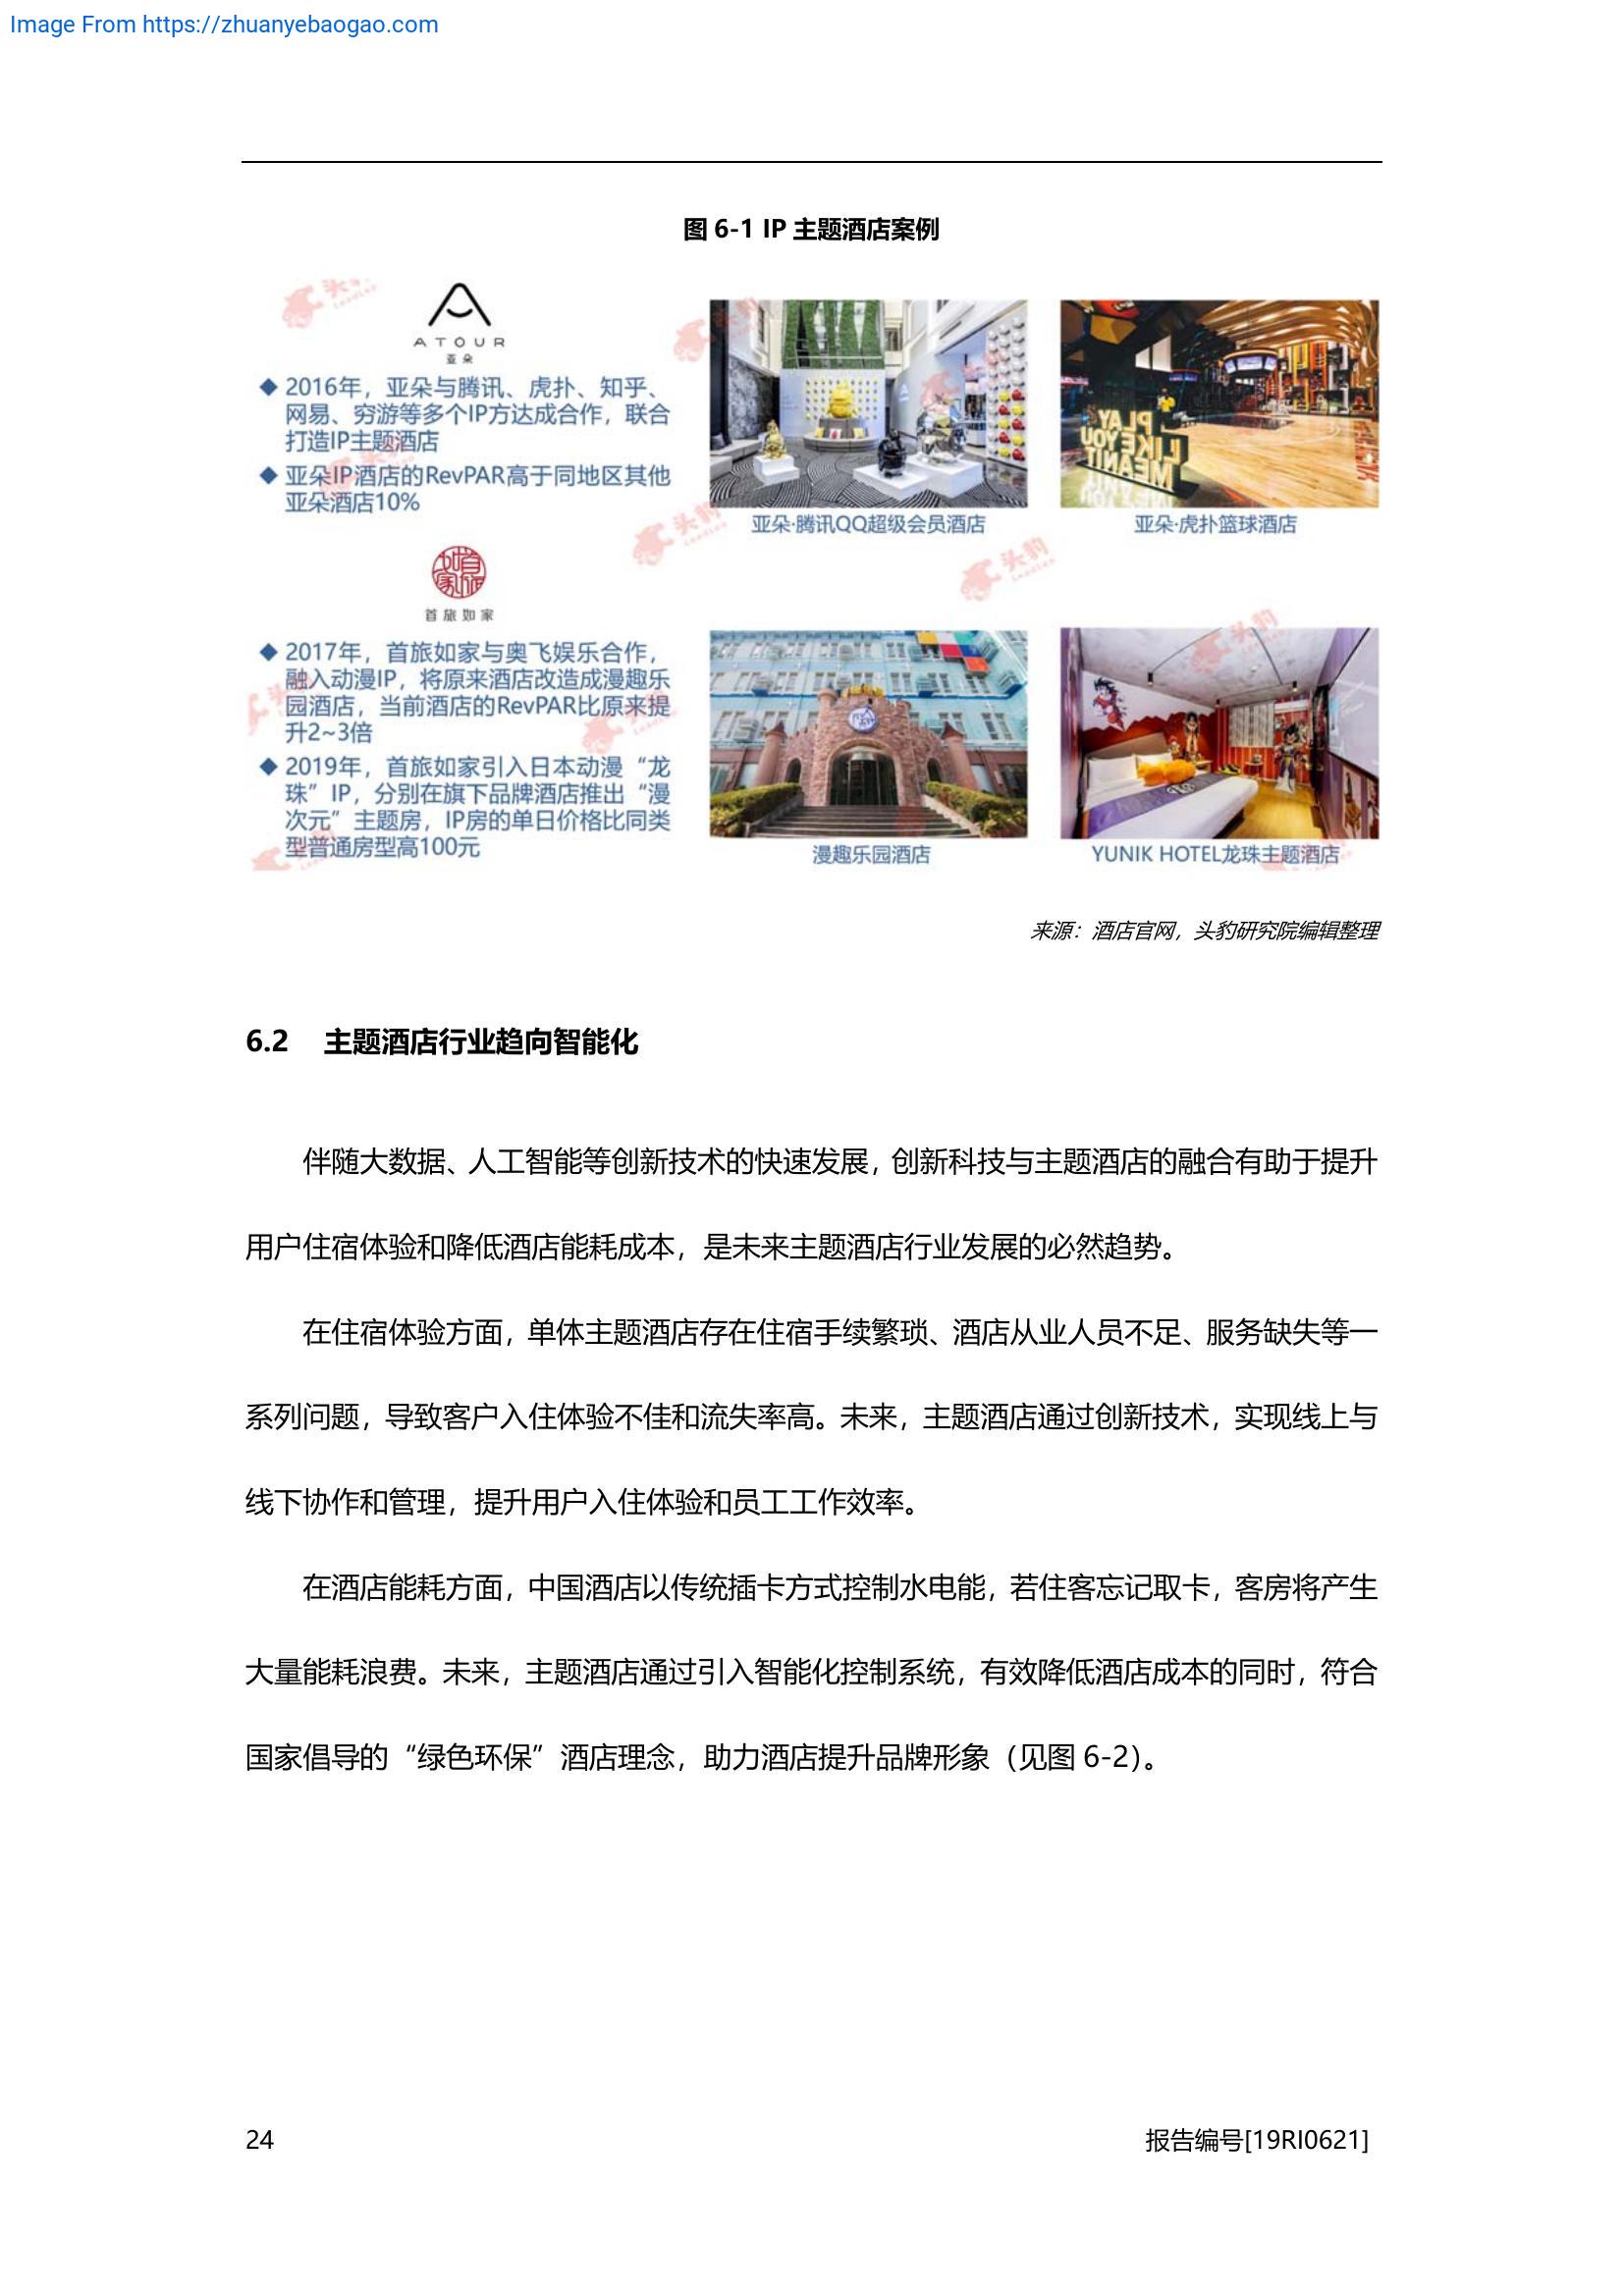 Image From https://zhuanyebaogao.com
图 6-1 IP 主题酒店案例
ATOUR
亚朵
◆ 2016年，亚朵与腾讯、虎扑、知乎、
网易、穷游等多个IP方达成合作，联合
打造IP主题酒店
◆ 亚朵IP酒店的RevPAR高于同地区其他
亚朵酒店10%
PLAY
LIKE YOU
MEAN IT
亚朵·腾讯QQ超级会员酒店
亚朵·虎扑篮球酒店
首旅如家
◆ 2017年，首旅如家与奥飞娱乐合作，
融入动漫IP，将原来酒店改造成漫趣乐
园酒店，当前酒店的RevPAR比原来提
升2~3倍
◆ 2019年，首旅如家引入日本动漫“龙
珠”IP，分别在旗下品牌酒店推出“漫
次元”主题房，IP房的单日价格比同类
型普通房型高100元
漫趣乐园酒店
YUNIK HOTEL龙珠主题酒店
头豹
LeadLeo
来源：酒店官网，头豹研究院编辑整理
6.2 主题酒店行业趋向智能化
伴随大数据、人工智能等创新技术的快速发展，创新科技与主题酒店的融合有助于提升
用户住宿体验和降低酒店能耗成本，是未来主题酒店行业发展的必然趋势。
在住宿体验方面，单体主题酒店存在住宿手续繁琐、酒店从业人员不足、服务缺失等一
系列问题，导致客户入住体验不佳和流失率高。未来，主题酒店通过创新技术，实现线上与
线下协作和管理，提升用户入住体验和员工工作效率。
在酒店能耗方面，中国酒店以传统插卡方式控制水电能，若住客忘记取卡，客房将产生
大量能耗浪费。未来，主题酒店通过引入智能化控制系统，有效降低酒店成本的同时，符合
国家倡导的“绿色环保”酒店理念，助力酒店提升品牌形象（见图 6-2）。
24
报告编号[19RI0621]